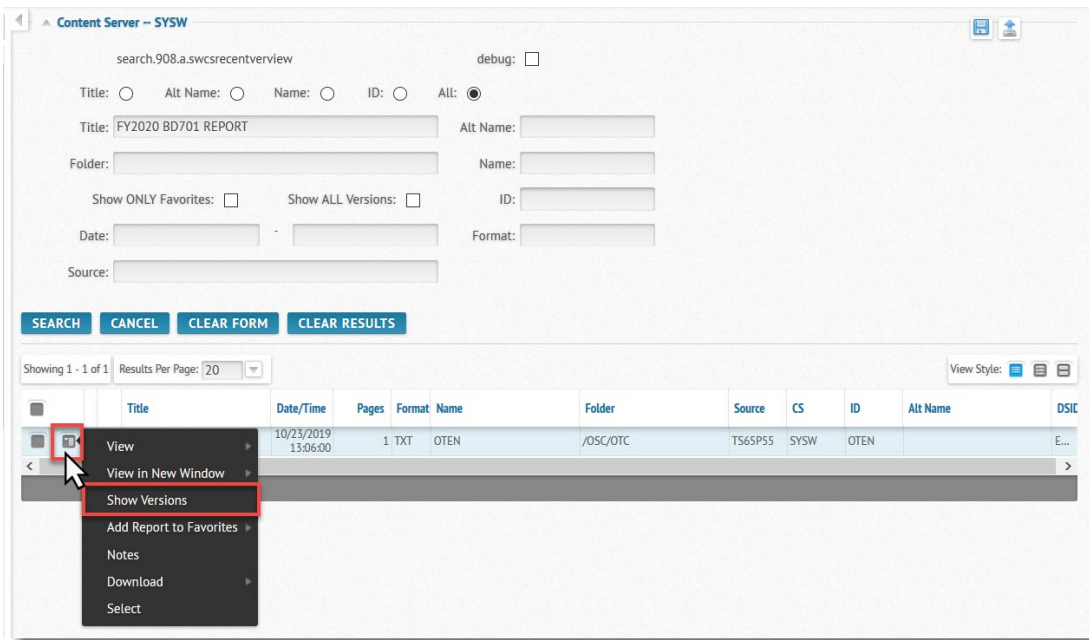 Content Server -- SYSW
search.908.a.swcsrecentverview debug:
Title: Alt Name: Name: ID: All:
Title: FY2020 BD701 REPORT Alt Name:
Folder: Name:
Show ONLY Favorites: Show ALL Versions: ID:
Date: - Format:
Source:
SEARCH CANCEL CLEAR FORM CLEAR RESULTS
Showing 1 - 1 of 1 Results Per Page: 20 View Style:
Title Date/Time Pages Format Name Folder Source CS ID Alt Name DSID
10/23/2019
13:06:00
1 TXT OTEN /OSC/OTC TS65P55 SYSW OTEN E...
View
View in New Window
Show Versions
Add Report to Favorites
Notes
Download
Select